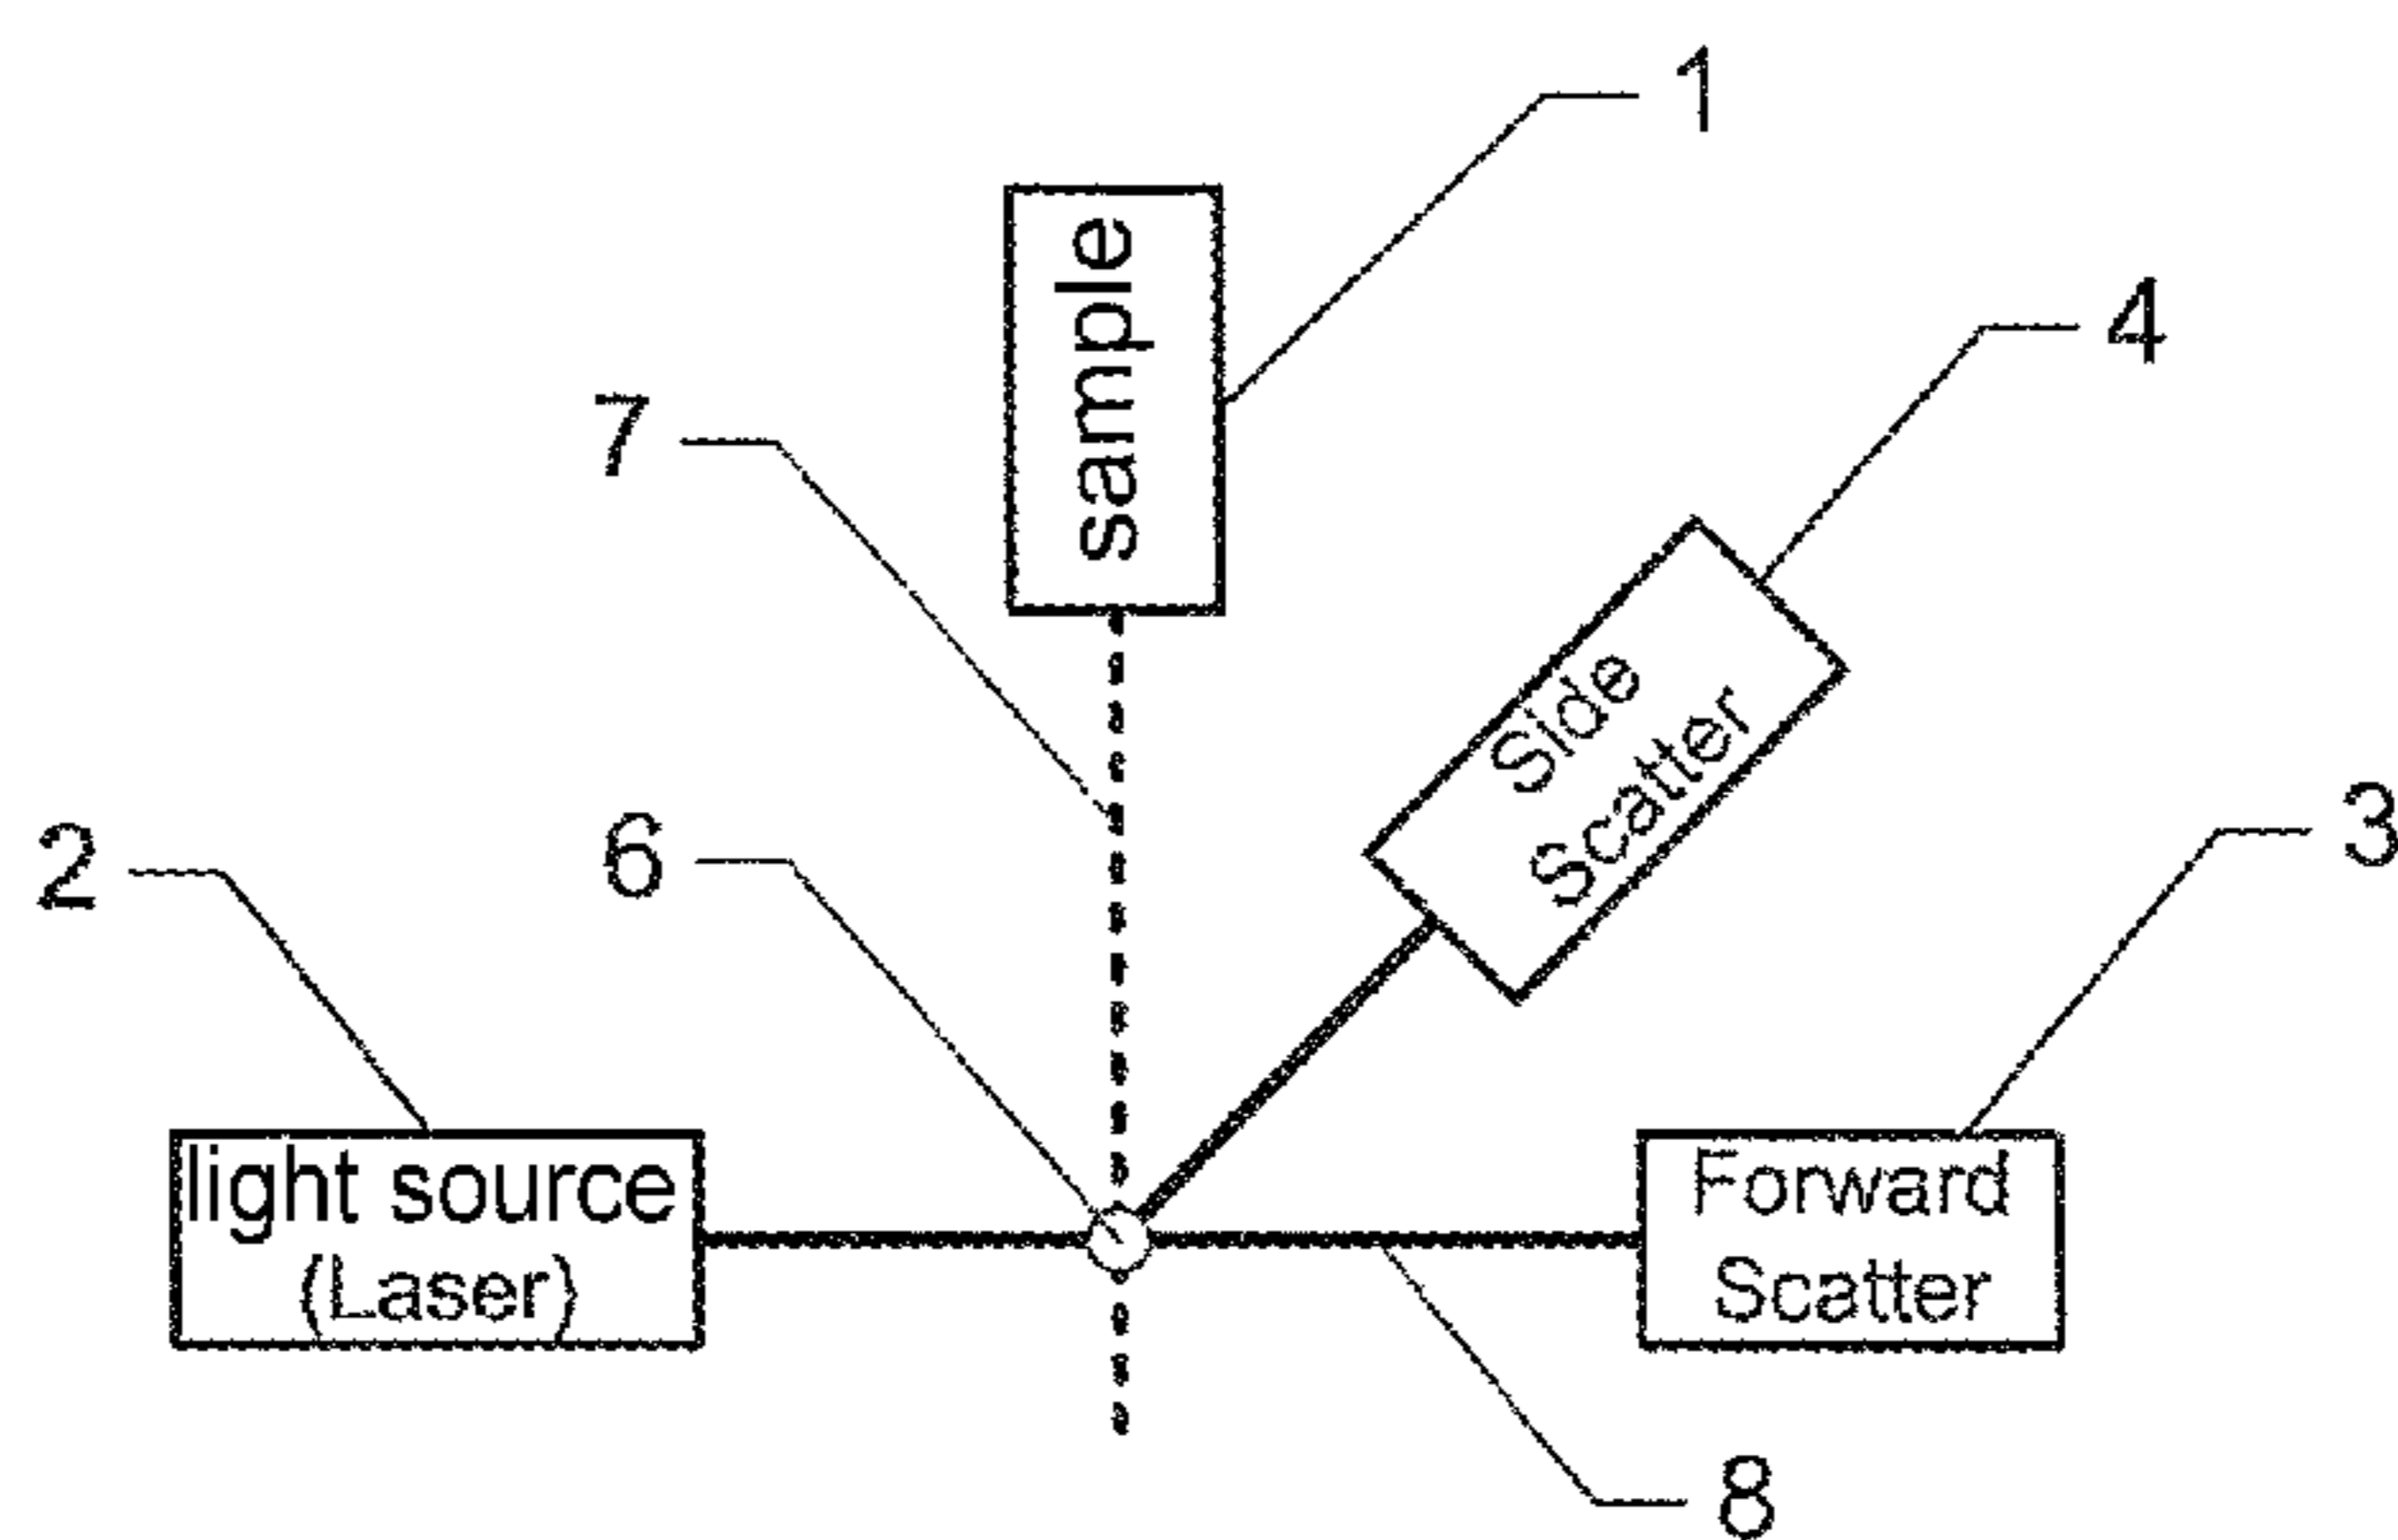 1
sample
4
7
Side
Scatter
3
2
6
light source
(Laser)
Forward
Scatter
8